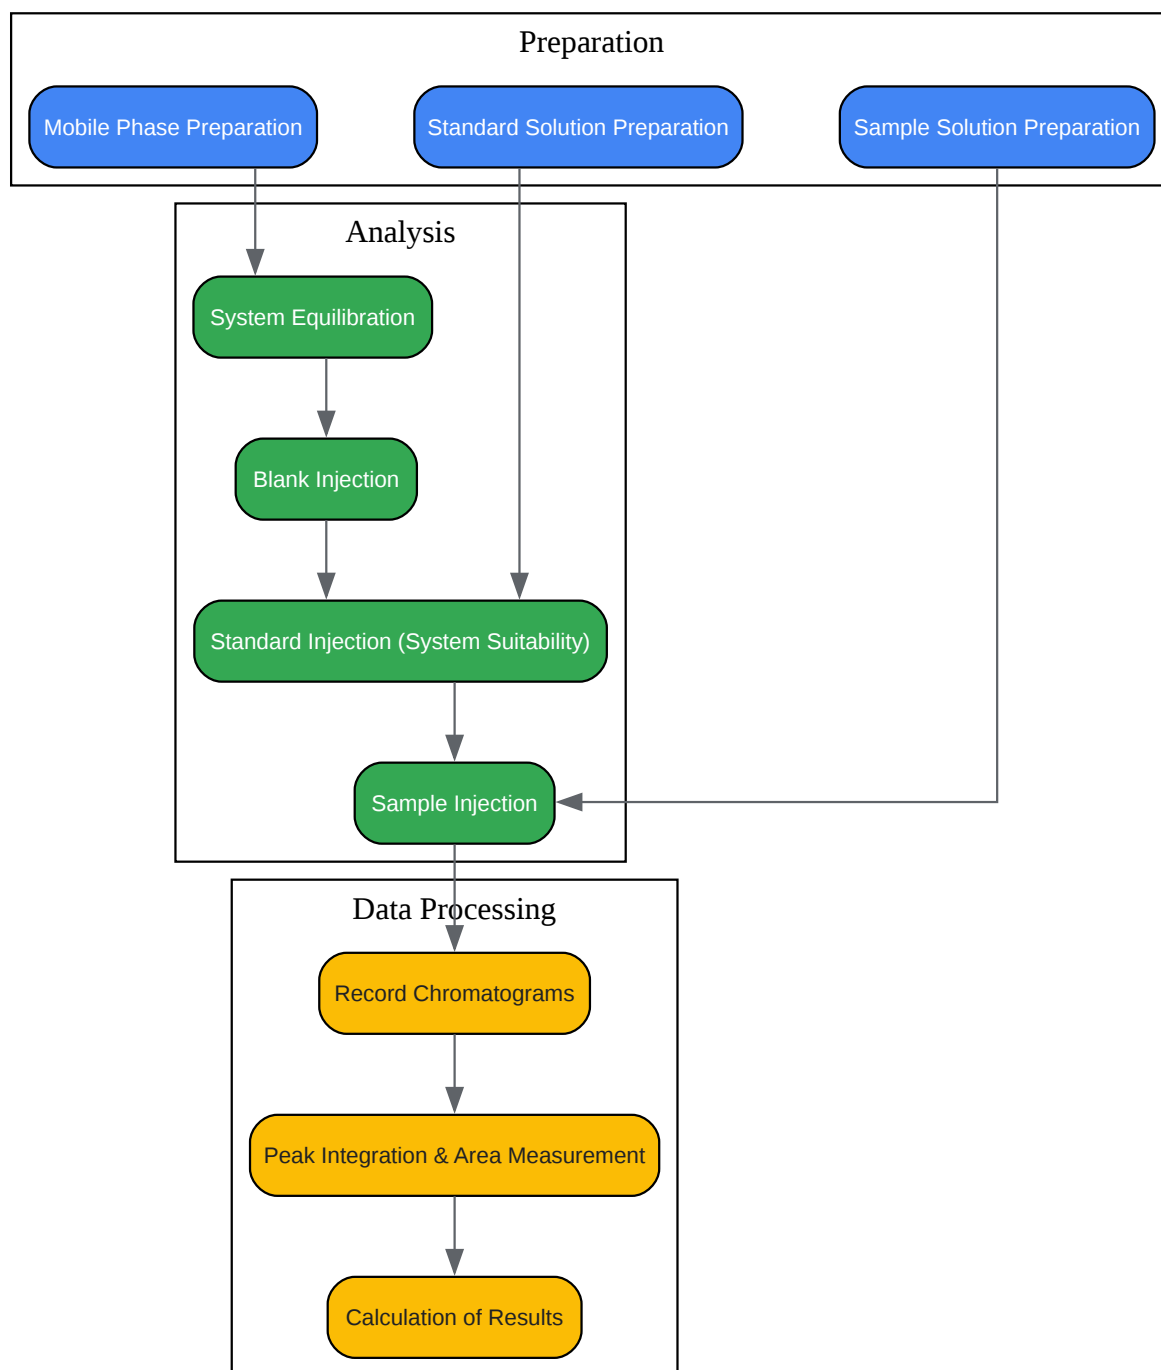 Preparation
Mobile Phase Preparation
Standard Solution Preparation
Sample Solution Preparation
Analysis
System Equilibration
Blank Injection
Standard Injection (System Suitability)
Sample Injection
Data Processing
Record Chromatograms
Peak Integration & Area Measurement
Calculation of Results